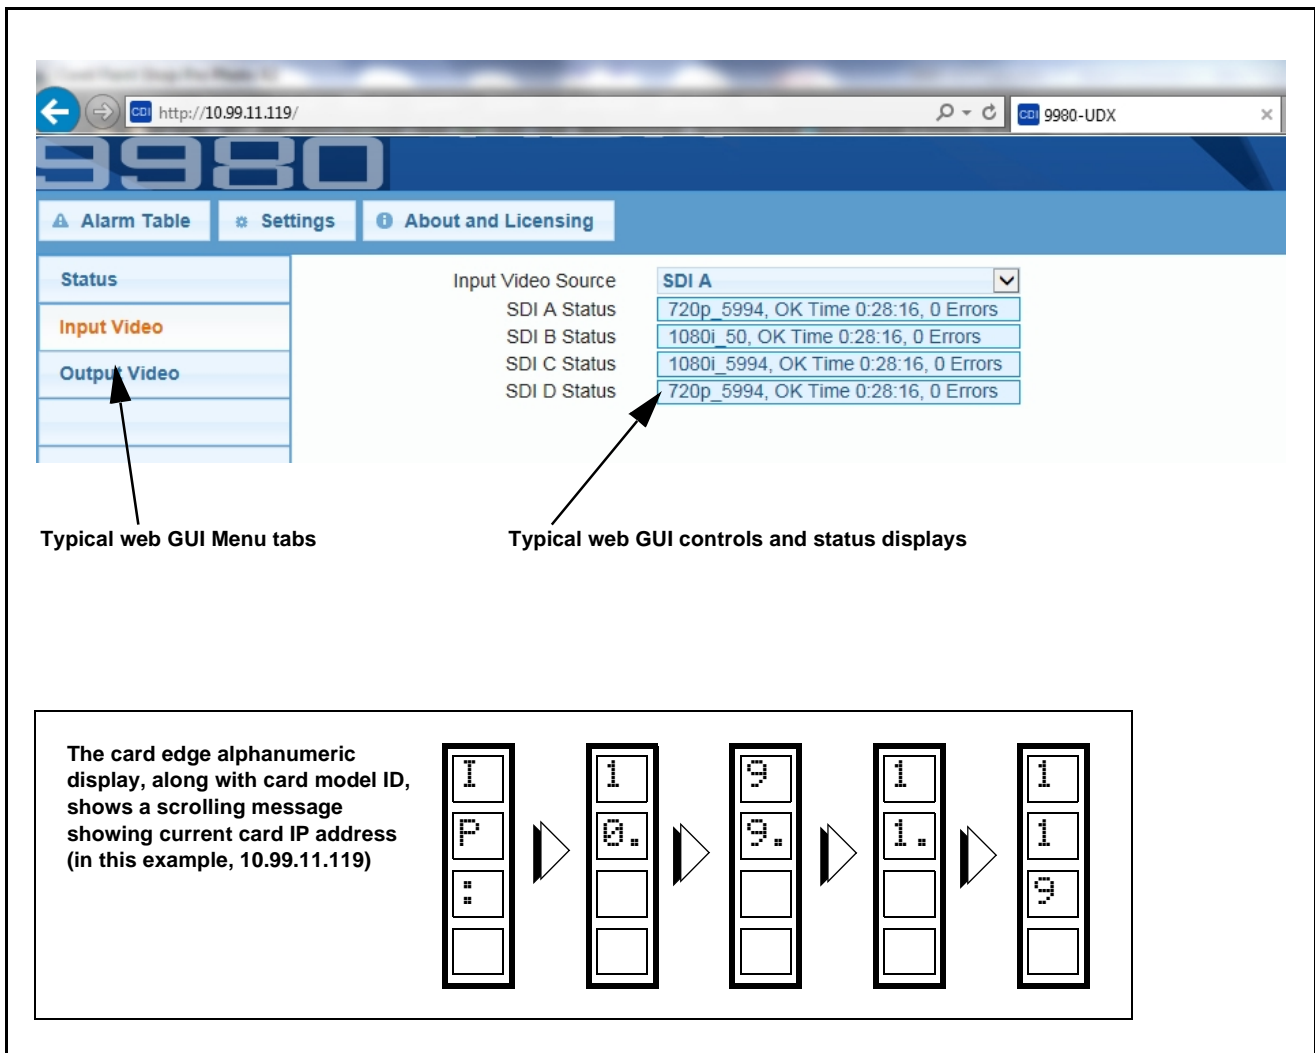 http://10.99.11.119/
CDI 9980-UDX
9980
Alarm Table
Settings
About and Licensing
Status
Input Video
Output Video
Input Video Source SDI A
SDI A Status 720p_5994, OK Time 0:28:16, 0 Errors
SDI B Status 1080i_50, OK Time 0:28:16, 0 Errors
SDI C Status 1080i_5994, OK Time 0:28:16, 0 Errors
SDI D Status 720p_5994, OK Time 0:28:16, 0 Errors
Typical web GUI Menu tabs
Typical web GUI controls and status displays
The card edge alphanumeric
display, along with card model ID,
shows a scrolling message
showing current card IP address
(in this example, 10.99.11.119)
I
P
:
1
0.
9
9.
1
1.
1
1
9